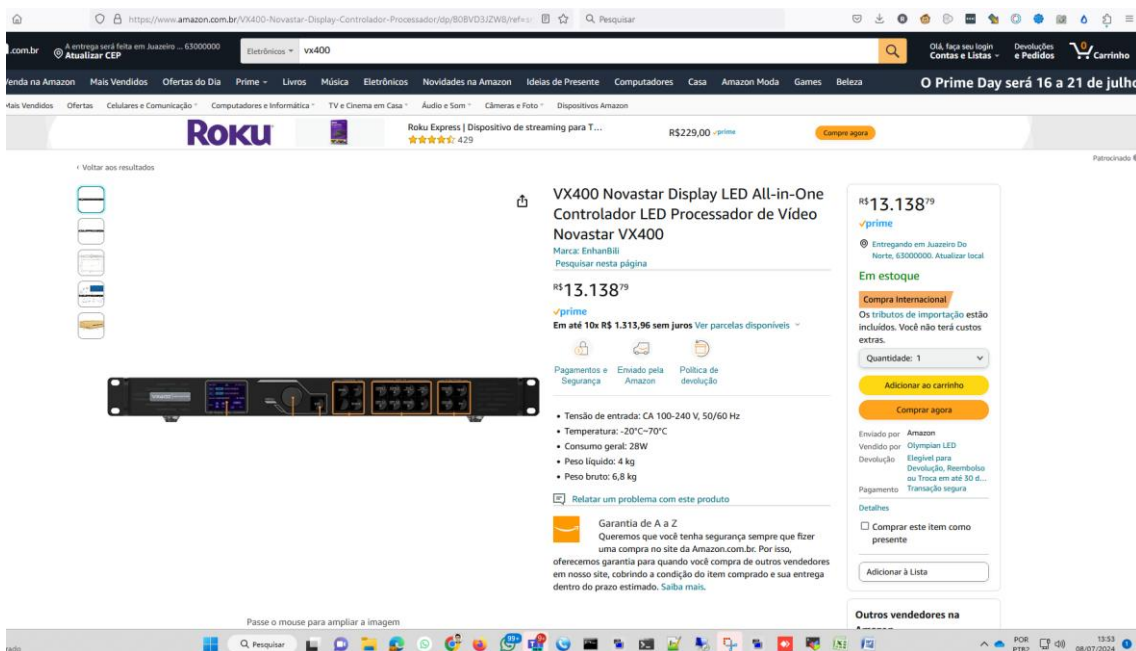 https://www.amazon.com.br/VX400-Novastar-Display-Controlador-Processador/dp/B0BVD3JZW8/ref=sr
Pesquisar
.com.br
A entrega será feita em Juazeiro ... 63000000
Atualizar CEP
Eletrônicos
vx400
Olá, faça seu login
Contas e Listas
Devoluções
e Pedidos
0
Carrinho
Venda na Amazon Mais Vendidos Ofertas do Dia Prime Livros Música Eletrônicos Novidades na Amazon Ideias de Presente Computadores Casa Amazon Moda Games Beleza
O Prime Day será 16 a 21 de julho
Mais Vendidos Ofertas Celulares e Comunicação Computadores e Informática TV e Cinema em Casa Áudio e Som Câmeras e Foto Dispositivos Amazon
Roku
Roku Express | Dispositivo de streaming para T...
429
R$229,00 prime
Compre agora
Patrocinado
‹ Voltar aos resultados
VX400 Novastar Display LED All-in-One
Controlador LED Processador de Vídeo
Novastar VX400
Marca: EnhanBili
Pesquisar nesta página
R$13.13879
prime
Em até 10x R$ 1.313,96 sem juros Ver parcelas disponíveis
Pagamentos e
Segurança
Enviado pela
Amazon
Política de
devolução
• Tensão de entrada: CA 100-240 V, 50/60 Hz
• Temperatura: -20°C~70°C
• Consumo geral: 28W
• Peso líquido: 4 kg
• Peso bruto: 6,8 kg
Relatar um problema com este produto
Garantia de A a Z
Queremos que você tenha segurança sempre que fizer
uma compra no site da Amazon.com.br. Por isso,
oferecemos garantia para quando você compra de outros vendedores
em nosso site, cobrindo a condição do item comprado e sua entrega
dentro do prazo estimado. Saiba mais.
VX400
Passe o mouse para ampliar a imagem
R$13.13879
prime
Entregando em Juazeiro Do
Norte, 63000000. Atualizar local
Em estoque
Compra Internacional
Os tributos de importação estão
incluídos. Você não terá custos
extras.
Quantidade: 1
Adicionar ao carrinho
Comprar agora
Enviado por Amazon
Vendido por Olympian LED
Devolução Elegível para
Devolução, Reembolso
ou Troca em até 30 d...
Pagamento Transação segura
Detalhes
Comprar este item como
presente
Adicionar à Lista
Outros vendedores na
Amazon
Pesquisar
99+
POR
PTB2
13:53
08/07/2024